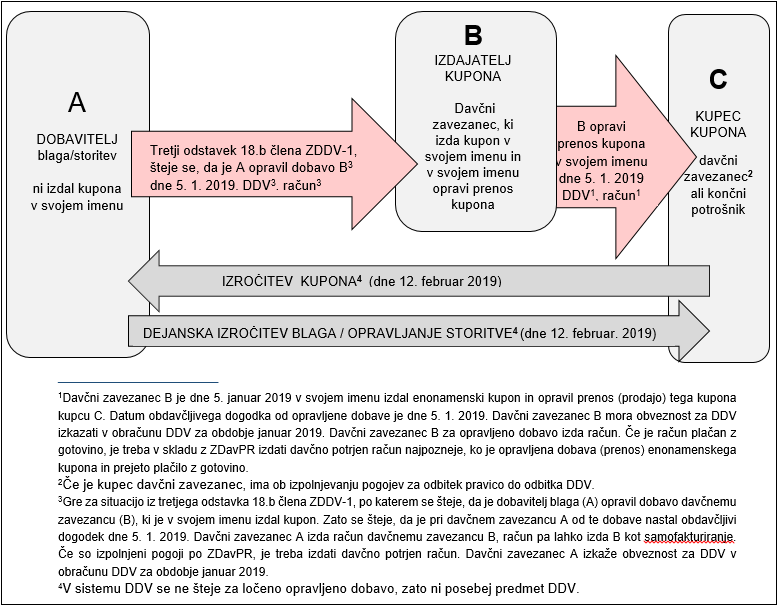 A
DOBAVITELJ
blaga/storitev
ni izdal kupona
v svojem imenu
Tretji odstavek 18.b člena ZDDV-1,
šteje se, da je A opravil dobavo B³
dne 5. 1. 2019. DDV³. račun³
B
IZDAJATELJ
KUPONA
Davčni
zavezanec, ki
izda kupon v
svojem imenu in
v svojem imenu
opravi prenos
kupona
B opravi
prenos kupona
v svojem imenu
dne 5. 1. 2019
DDV¹, račun¹
C
KUPEC
KUPONA
davčni
zavezanec²
ali končni
potrošnik
IZROČITEV KUPONA⁴ (dne 12. februar 2019)
DEJANSKA IZROČITEV BLAGA / OPRAVLJANJE STORITVE⁴ (dne 12. februar. 2019)
¹Davčni zavezanec B je dne 5. januar 2019 v svojem imenu izdal enonamenski kupon in opravil prenos (prodajo) tega kupona
kupcu C. Datum obdavčljivega dogodka od opravljene dobave je dne 5. 1. 2019. Davčni zavezanec B mora obveznost za DDV
izkazati v obračunu DDV za obdobje januar 2019. Davčni zavezanec B za opravljeno dobavo izda račun. Če je račun plačan z
gotovino, je treba v skladu z ZDavPR izdati davčno potrjen račun najpozneje, ko je opravljena dobava (prenos) enonamenskega
kupona in prejeto plačilo z gotovino.
²Če je kupec davčni zavezanec, ima ob izpolnjevanju pogojev za odbitek pravico do odbitka DDV.
³Gre za situacijo iz tretjega odstavka 18.b člena ZDDV-1, po katerem se šteje, da je dobavitelj blaga (A) opravil dobavo davčnemu
zavezancu (B), ki je v svojem imenu izdal kupon. Zato se šteje, da je pri davčnem zavezancu A od te dobave nastal obdavčljivi
dogodek dne 5. 1. 2019. Davčni zavezanec A izda račun davčnemu zavezancu B, račun pa lahko izda B kot samofakturiranje.
Če so izpolnjeni pogoji po ZDavPR, je treba izdati davčno potrjen račun. Davčni zavezanec A izkaže obveznost za DDV v
obračunu DDV za obdobje januar 2019.
⁴V sistemu DDV se ne šteje za ločeno opravljeno dobavo, zato ni posebej predmet DDV.